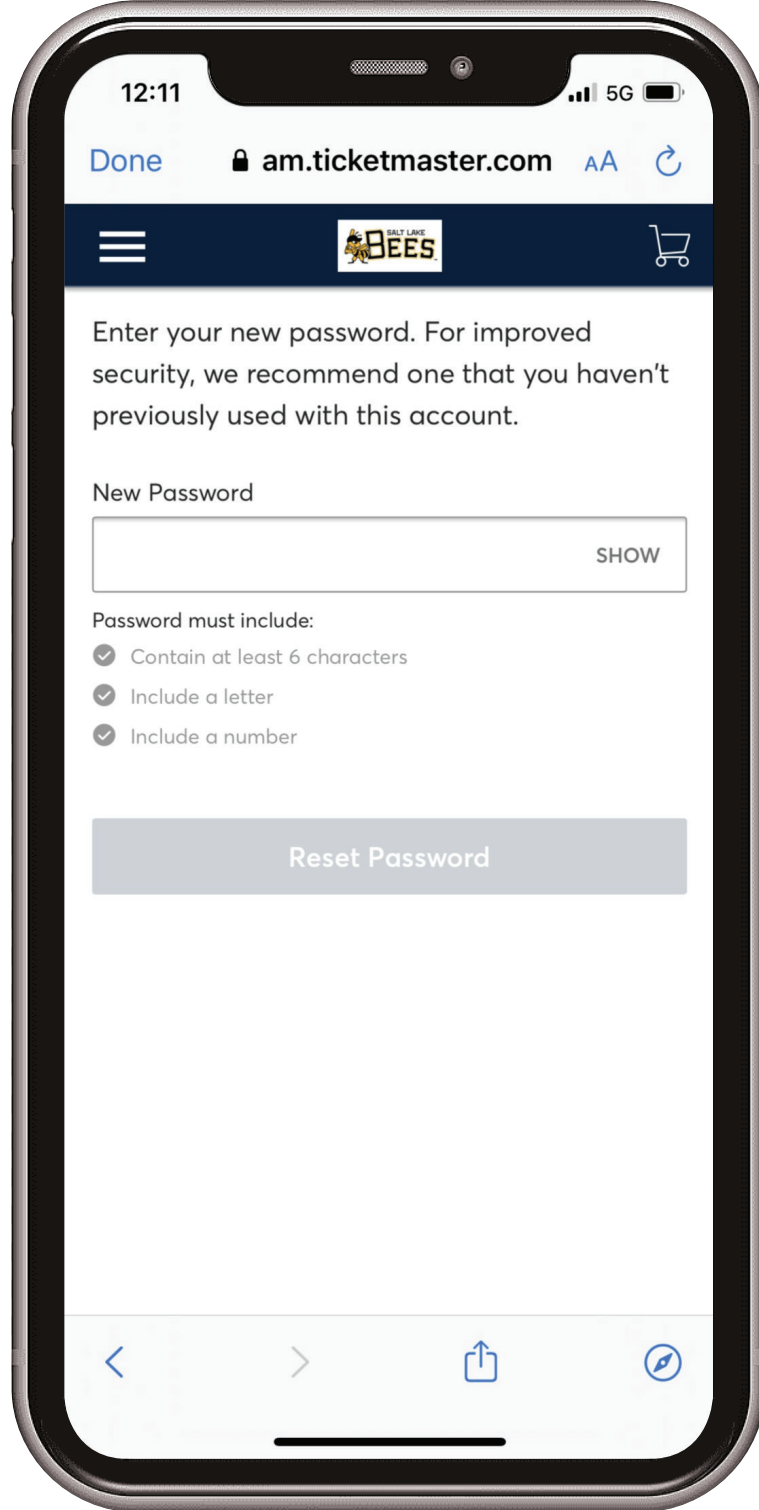 12:11
5G
Done
am.ticketmaster.com
AA
SALT LAKE
BEES
Enter your new password. For improved
security, we recommend one that you haven't
previously used with this account.
New Password
SHOW
Password must include:
Contain at least 6 characters
Include a letter
Include a number
Reset Password